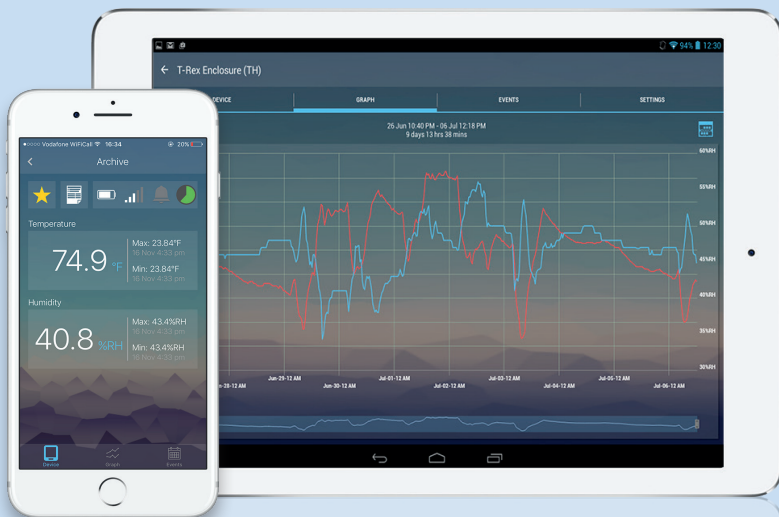 94% 12:30
T-Rex Enclosure (TH)
DEVICE GRAPH EVENTS SETTINGS
26 Jun 10:40 PM - 06 Jul 12:18 PM
9 days 13 hrs 38 mins
60%RH
55%RH
50%RH
45%RH
40%RH
35%RH
30%RH
Jun-29-12 AM Jul-01-12 AM Jul-03-12 AM Jul-05-12 AM
Jun-30-12 AM Jul-02-12 AM Jul-04-12 AM Jul-06-12 AM
Vodafone WiFiCall 16:34 20%
Archive
Temperature
74.9 °F
Max: 23.84°F
16 Nov 4:33 pm
Min: 23.84°F
16 Nov 4:33 pm
Humidity
40.8 %RH
Max: 43.4%RH
16 Nov 4:33 pm
Min: 43.4%RH
16 Nov 4:33 pm
Device Graph Events